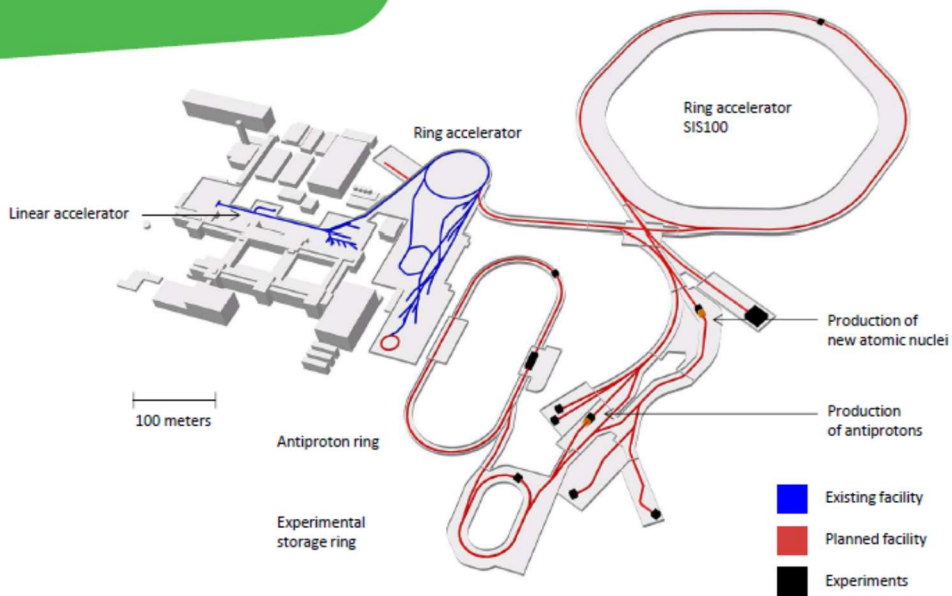 Ring accelerator
SIS100
Ring accelerator
Linear accelerator
Production of
new atomic nuclei
100 meters
Production
of antiprotons
Antiproton ring
Existing facility
Experimental
storage ring
Planned facility
Experiments